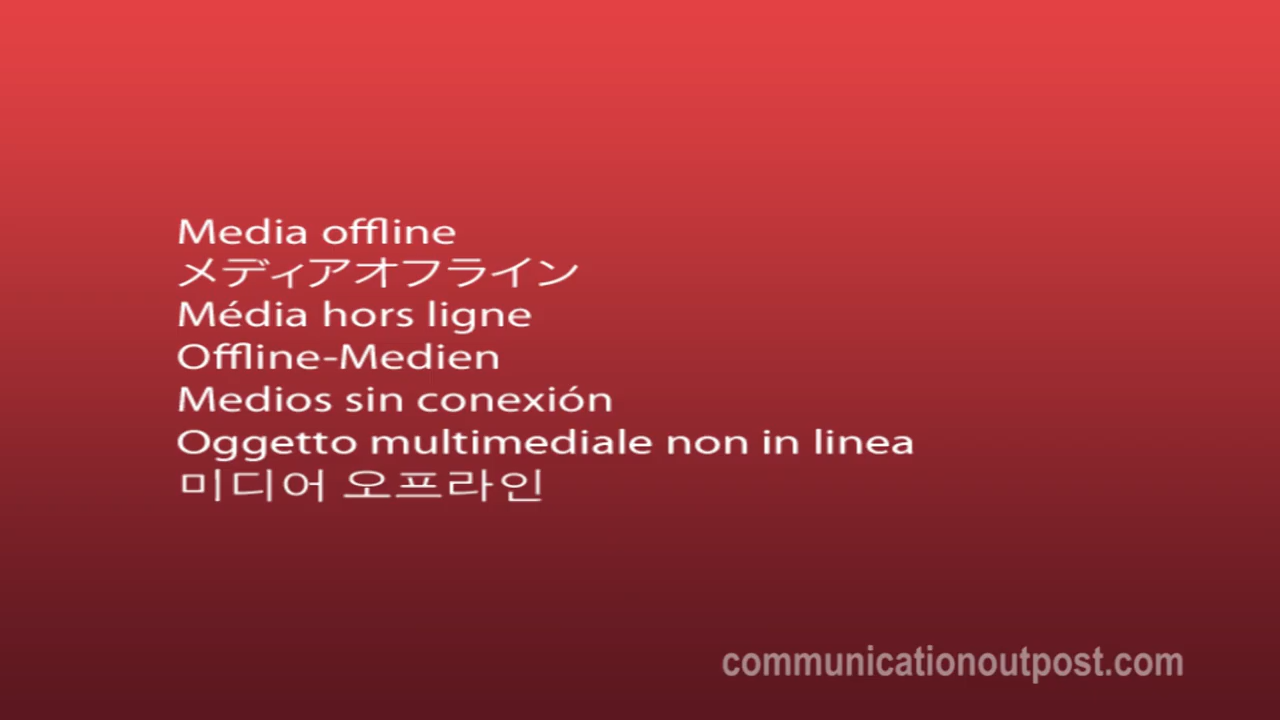 Media offline
メディアオフライン
Média hors ligne
Offline-Medien
Medios sin conexión
Oggetto multimediale non in linea
미디어 오프라인
communicationoutpost.com